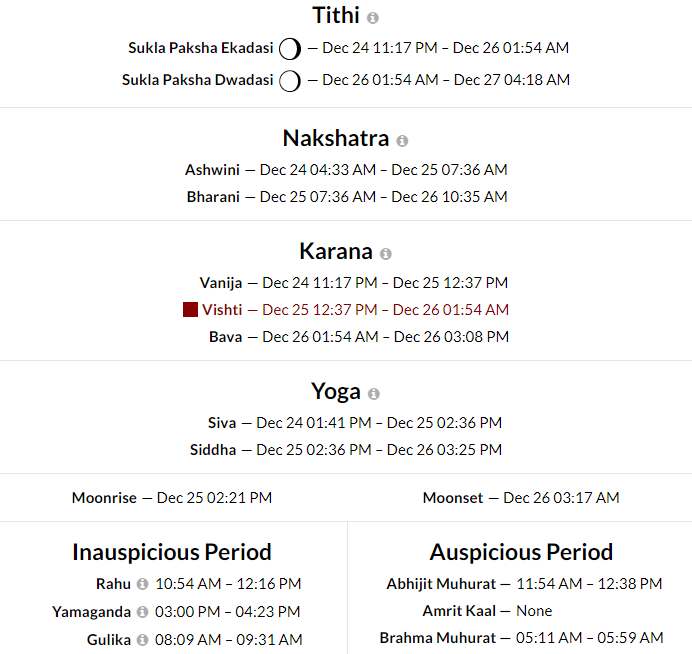 Tithi
Sukla Paksha Ekadasi — Dec 24 11:17 PM – Dec 26 01:54 AM
Sukla Paksha Dwadasi — Dec 26 01:54 AM – Dec 27 04:18 AM
Nakshatra
Ashwini — Dec 24 04:33 AM – Dec 25 07:36 AM
Bharani — Dec 25 07:36 AM – Dec 26 10:35 AM
Karana
Vanija — Dec 24 11:17 PM – Dec 25 12:37 PM
Vishti — Dec 25 12:37 PM – Dec 26 01:54 AM
Bava — Dec 26 01:54 AM – Dec 26 03:08 PM
Yoga
Siva — Dec 24 01:41 PM – Dec 25 02:36 PM
Siddha — Dec 25 02:36 PM – Dec 26 03:25 PM
Moonrise — Dec 25 02:21 PM
Moonset — Dec 26 03:17 AM
Inauspicious Period
Rahu 10:54 AM – 12:16 PM
Yamaganda 03:00 PM – 04:23 PM
Gulika 08:09 AM – 09:31 AM
Auspicious Period
Abhijit Muhurat — 11:54 AM – 12:38 PM
Amrit Kaal — None
Brahma Muhurat — 05:11 AM – 05:59 AM